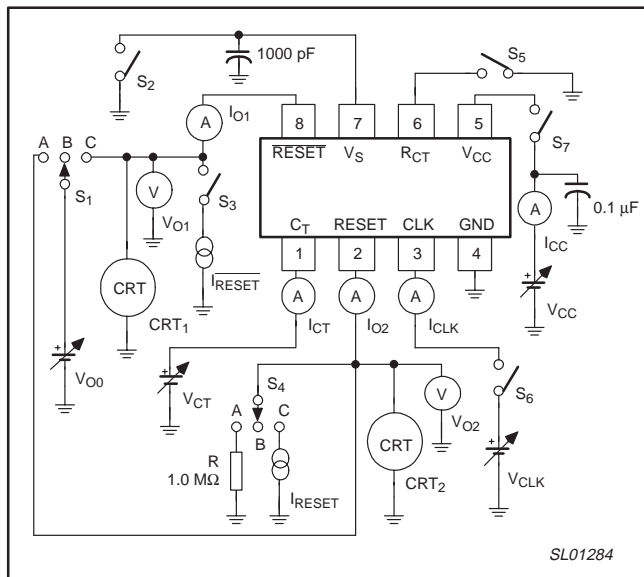 1000 pF
S2
S5
IO1
A
8 7 6 5
RESET VS RCT VCC
S7
A B C
S1
V
VO1
S3
A
ICC
0.1 µF
CT RESET CLK GND
1 2 3 4
CRT
CRT1
IRESET
A A A
ICT IO2 ICLK
VCC
VO0
VCT
S4
A B C
V
VO2
S6
R
1.0 MΩ
IRESET
CRT
CRT2
VCLK
SL01284